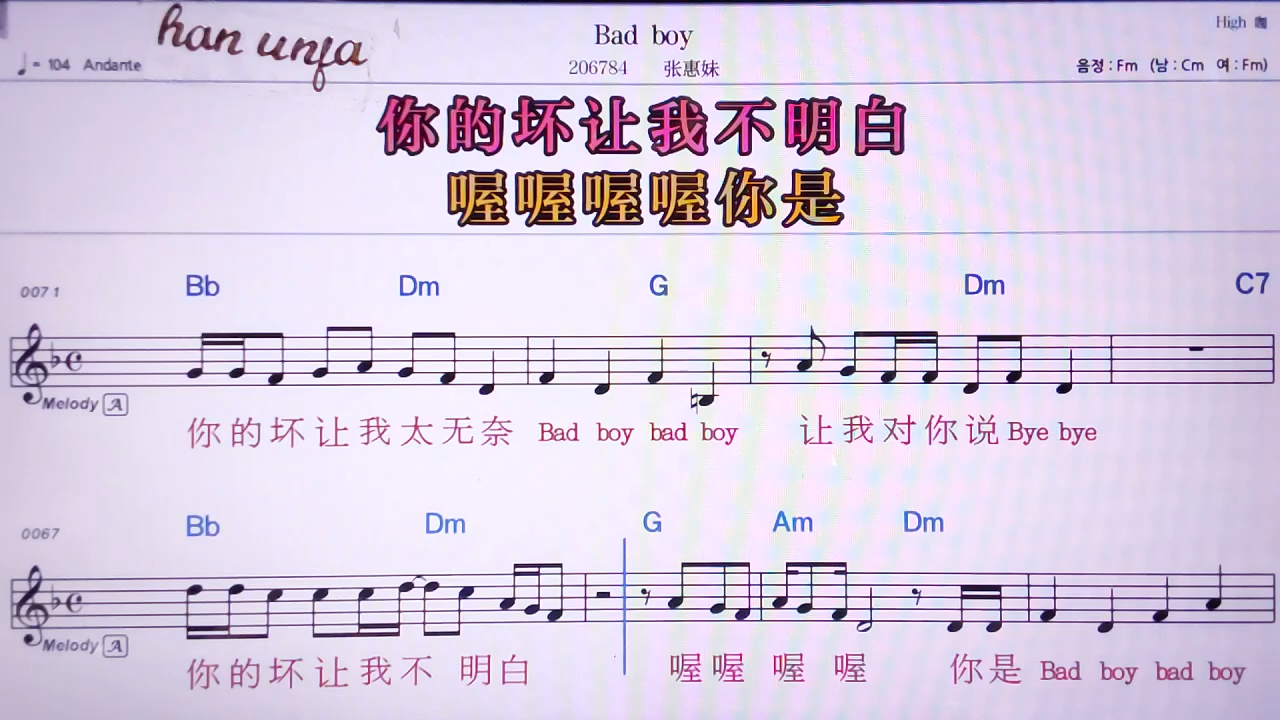 han unfa
Bad boy
High 咖
♩= 104 Andante
206784 张惠妹
음정 : Fm (남 : Cm 여 : Fm)
你的坏让我不明白
喔喔喔喔你是
0071
Bb Dm G Dm C7
Melody A
你的坏让我太无奈 Bad boy bad boy 让我对你说 Bye bye
0067
Bb Dm G Am Dm
Melody A
你的坏让我不 明白 喔喔 喔 喔 你是 Bad boy bad boy